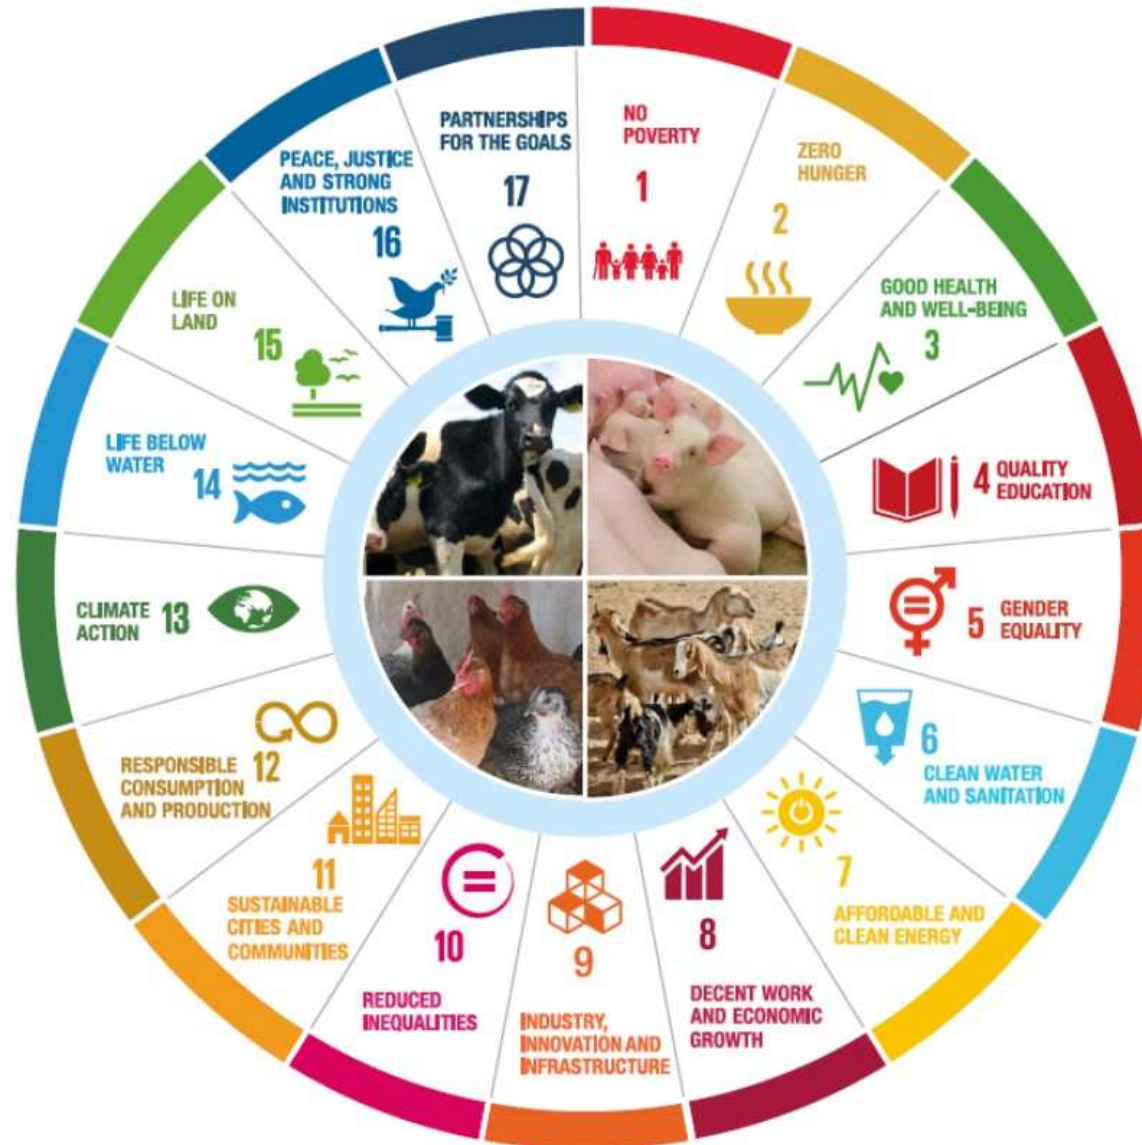 NO
POVERTY
1
ZERO
HUNGER
2
GOOD HEALTH
AND WELL-BEING
3
4 QUALITY
EDUCATION
5 GENDER
EQUALITY
6
CLEAN WATER
AND SANITATION
7
AFFORDABLE AND
CLEAN ENERGY
8
DECENT WORK
AND ECONOMIC
GROWTH
9
INDUSTRY,
INNOVATION AND
INFRASTRUCTURE
10
REDUCED
INEQUALITIES
11
SUSTAINABLE
CITIES AND
COMMUNITIES
RESPONSIBLE 12
CONSUMPTION
AND PRODUCTION
CLIMATE 13
ACTION
LIFE BELOW
WATER
14
LIFE ON
LAND
15
PEACE, JUSTICE
AND STRONG
INSTITUTIONS
16
PARTNERSHIPS
FOR THE GOALS
17